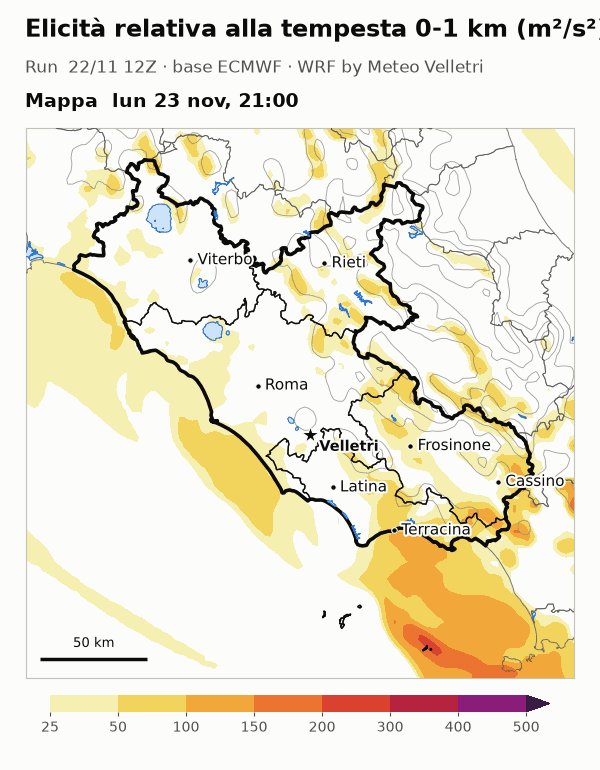 Elicità relativa alla tempesta 0-1 km (m²/s²)
Run 22/11 12Z · base ECMWF · WRF by Meteo Velletri
Mappa lun 23 nov, 21:00
Viterbo
Rieti
Roma
Velletri
Frosinone
Latina
Cassino
Terracina
50 km
25 50 100 150 200 300 400 500